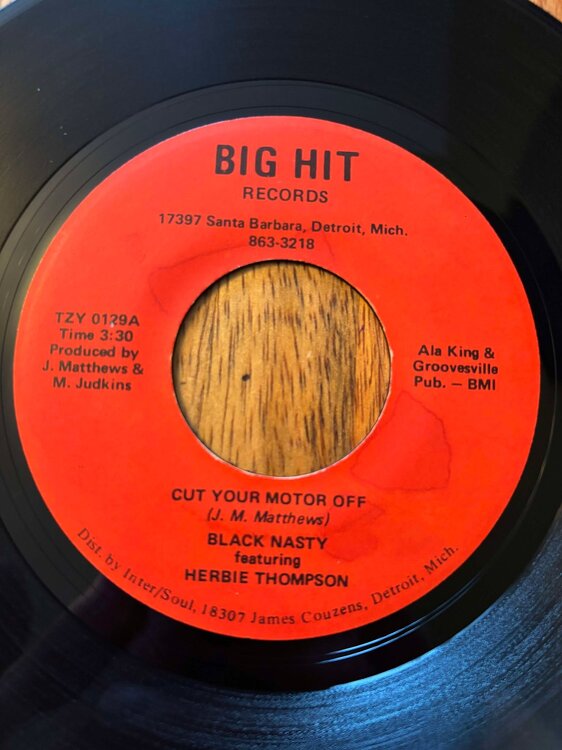 BIG HIT
RECORDS
17397 Santa Barbara, Detroit, Mich.
863-3218
TZY 0129A
Time 3:30
Produced by
J. Matthews &
M. Judkins
Ala King &
Groovesville
Pub. – BMI
CUT YOUR MOTOR OFF
(J. M. Matthews)
BLACK NASTY
featuring
HERBIE THOMPSON
Dist. by Inter/Soul, 18307 James Couzens, Detroit, Mich.